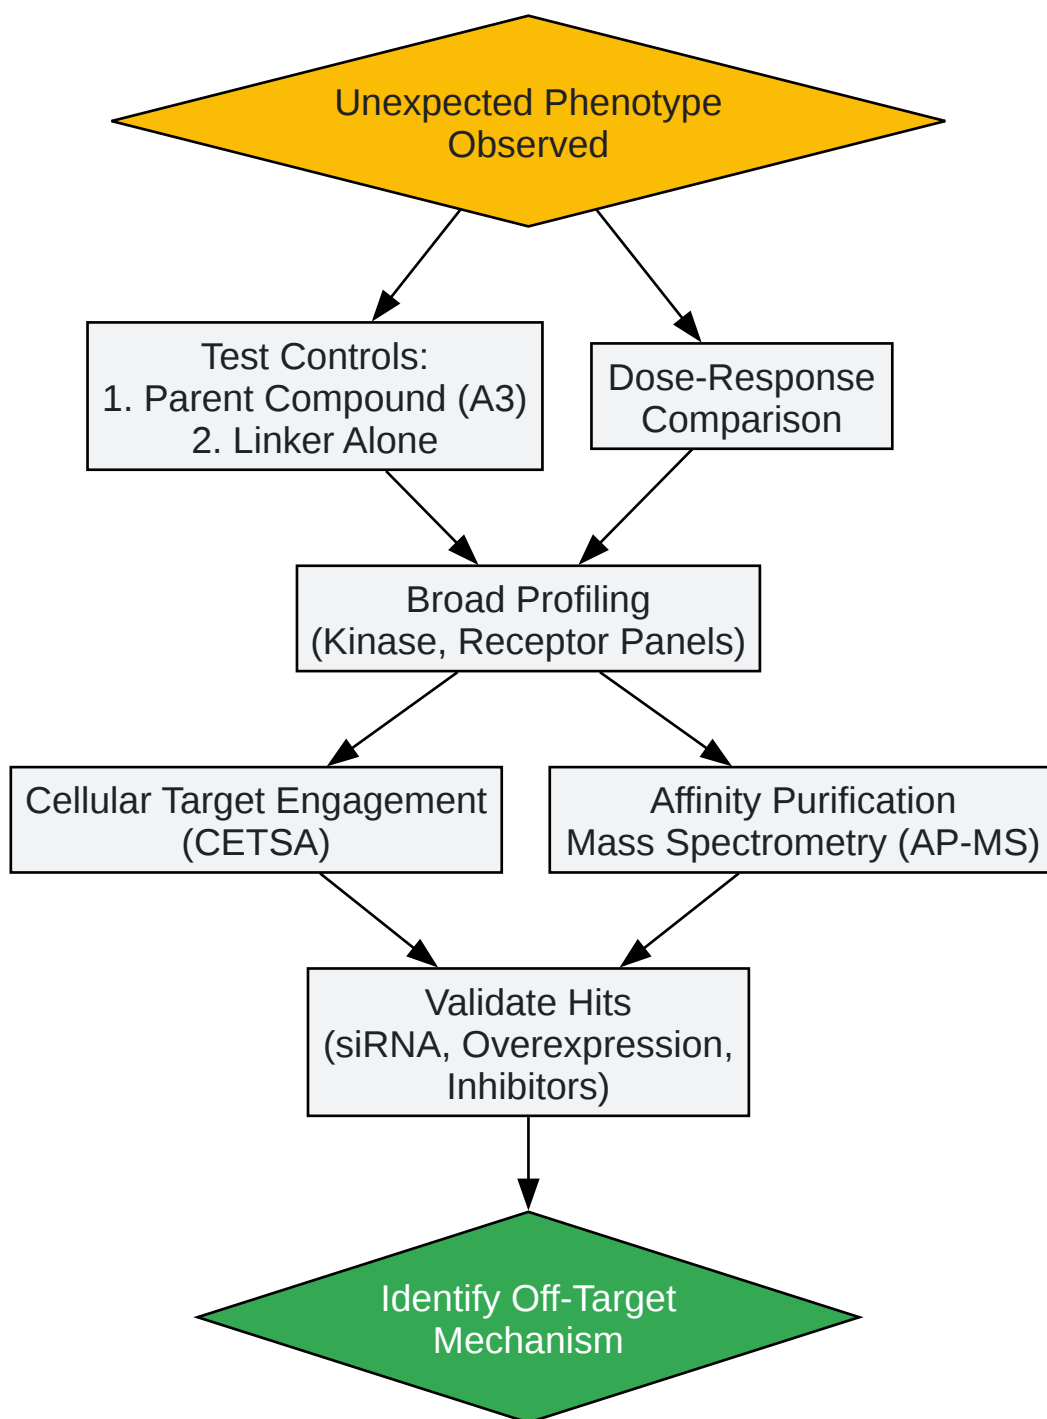 Unexpected Phenotype
Observed
Test Controls:
1. Parent Compound (A3)
2. Linker Alone
Dose-Response
Comparison
Broad Profiling
(Kinase, Receptor Panels)
Cellular Target Engagement
(CETSA)
Affinity Purification
Mass Spectrometry (AP-MS)
Validate Hits
(siRNA, Overexpression,
Inhibitors)
Identify Off-Target
Mechanism